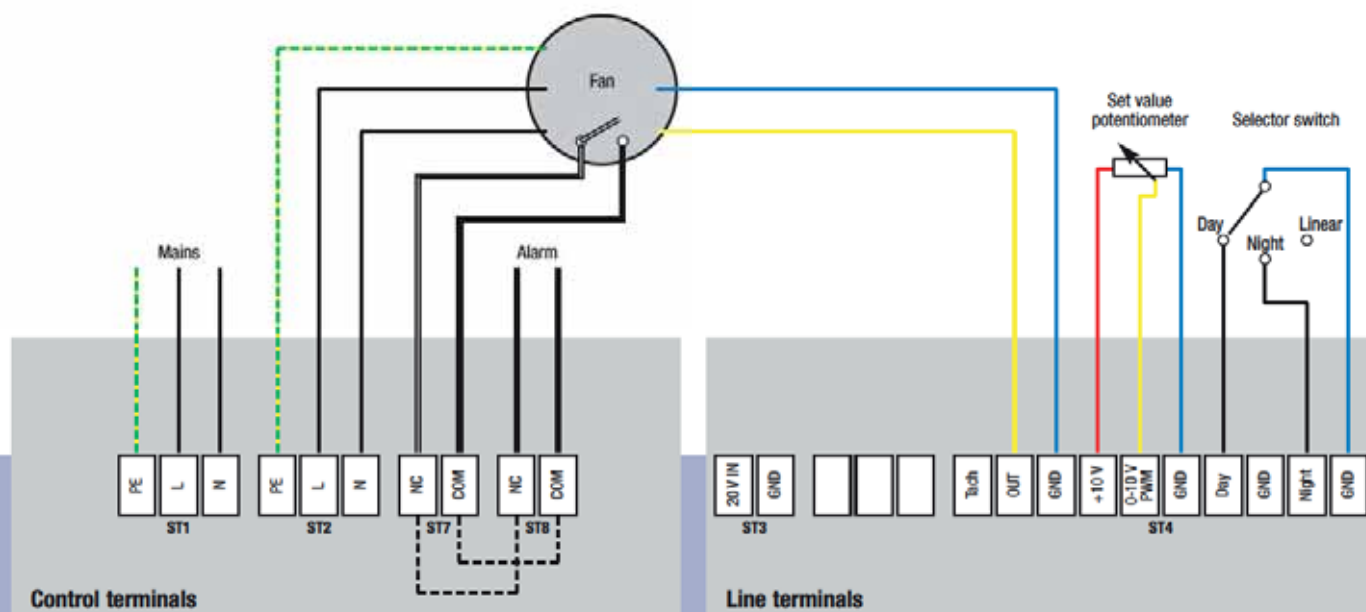 Fan
Set value
potentiometer
Selector switch
Day
Night
Linear
Mains
Alarm
PE
L
N
PE
L
N
NC
COM
NC
COM
20 V IN
GND
Tach
OUT
GND
+10 V
0-10 V
PWM
GND
Day
GND
Night
GND
ST1
ST2
ST7
ST8
ST3
ST4
Control terminals
Line terminals